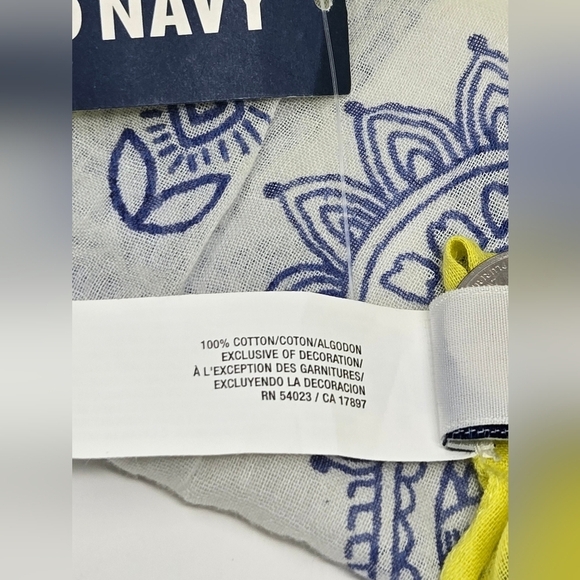 D NAVY
100% COTTON/COTON/ALGODON
EXCLUSIVE OF DECORATION/
À L'EXCEPTION DES GARNITURES/
EXCLUYENDO LA DECORACION
RN 54023 / CA 17897